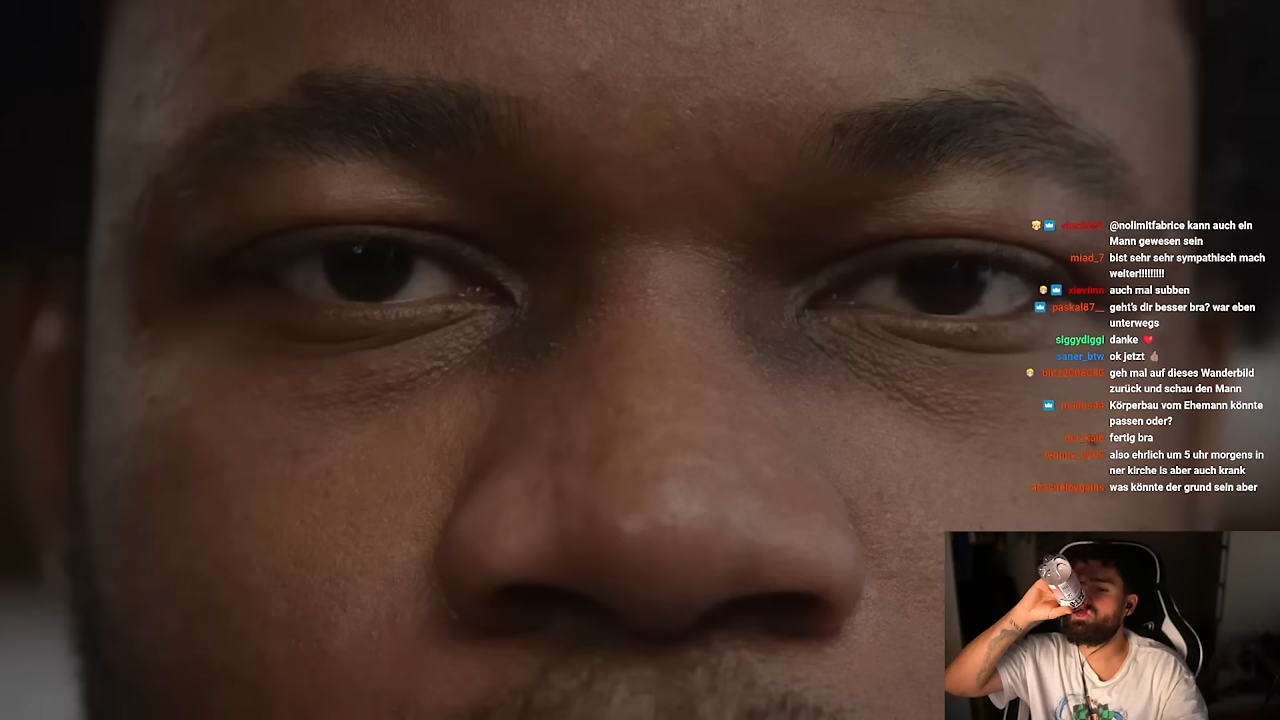 @nolimitfabrice kann auch ein
Mann gewesen sein
miad_7 bist sehr sehr sympathisch mach
weiter!!!!!!!!!
auch mal subben
paskal87__ geht's dir besser bra? war eben
unterwegs
siggydiggi danke
saner_btw ok jetzt
geh mal auf dieses Wanderbild
zurück und schau den Mann
Körperbau vom Ehemann könnte
passen oder?
fertig bra
also ehrlich um 5 uhr morgens in
ner kirche is aber auch krank
was könnte der grund sein aber